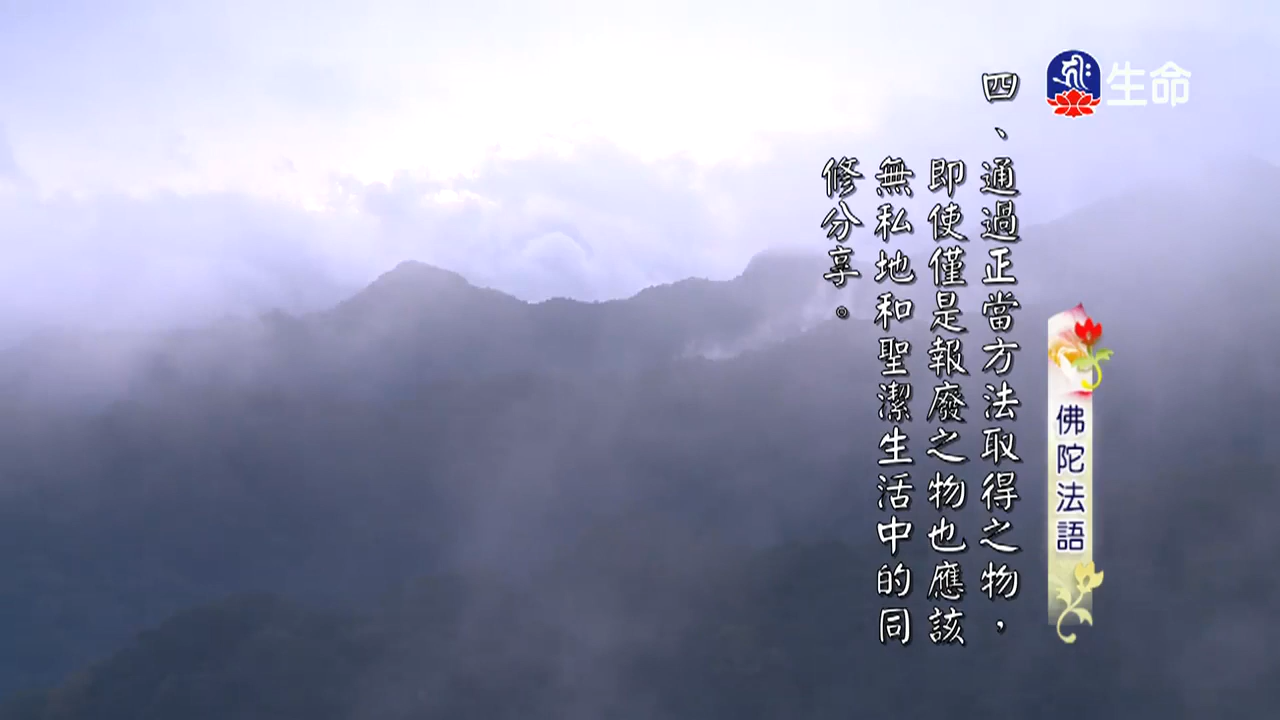 生命
佛陀法語
四、通過正當方法取得之物，
即使僅是報廢之物也應該
無私地和聖潔生活中的同
修分享。